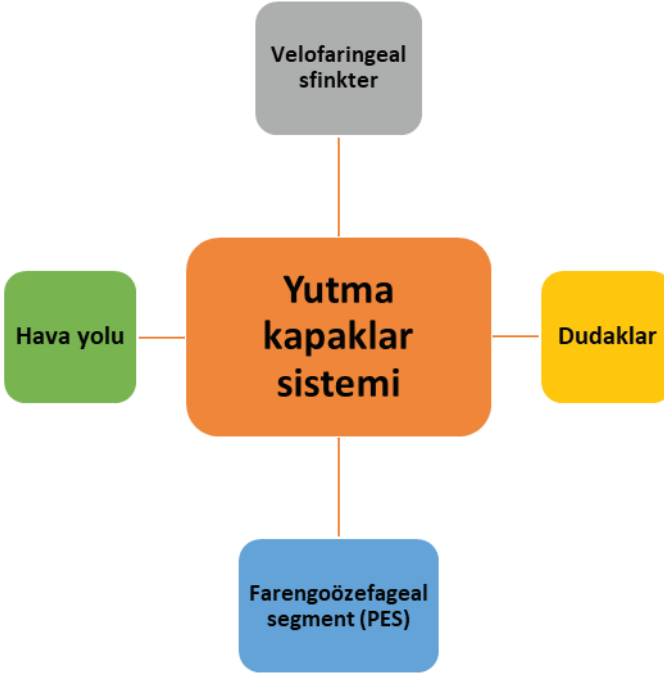 Velofaringeal
sfinkter
Hava yolu
Yutma
kapaklar
sistemi
Dudaklar
Farengoözefageal
segment (PES)